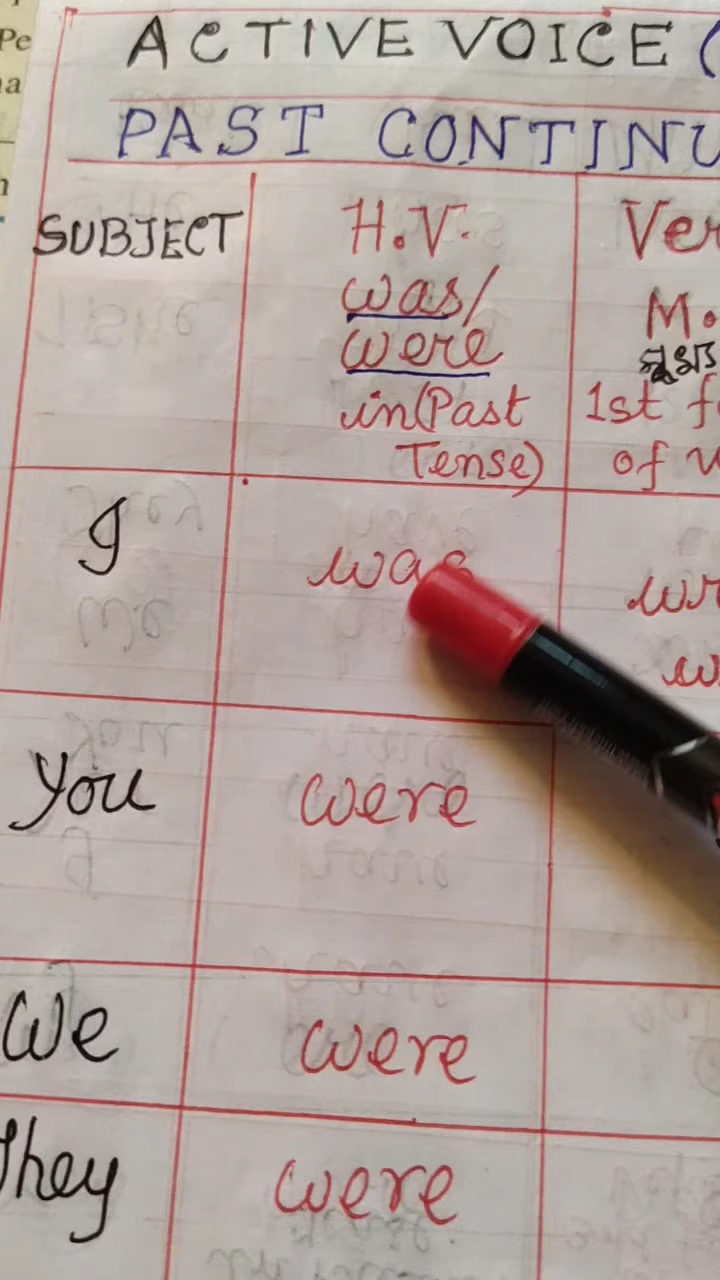 ACTIVE VOICE (
PAST CONTINU
SUBJECT H.V. Ver
was/ M.
were
in(Past 1st f
Tense) of v
I was wr
w
You were
We were
They were